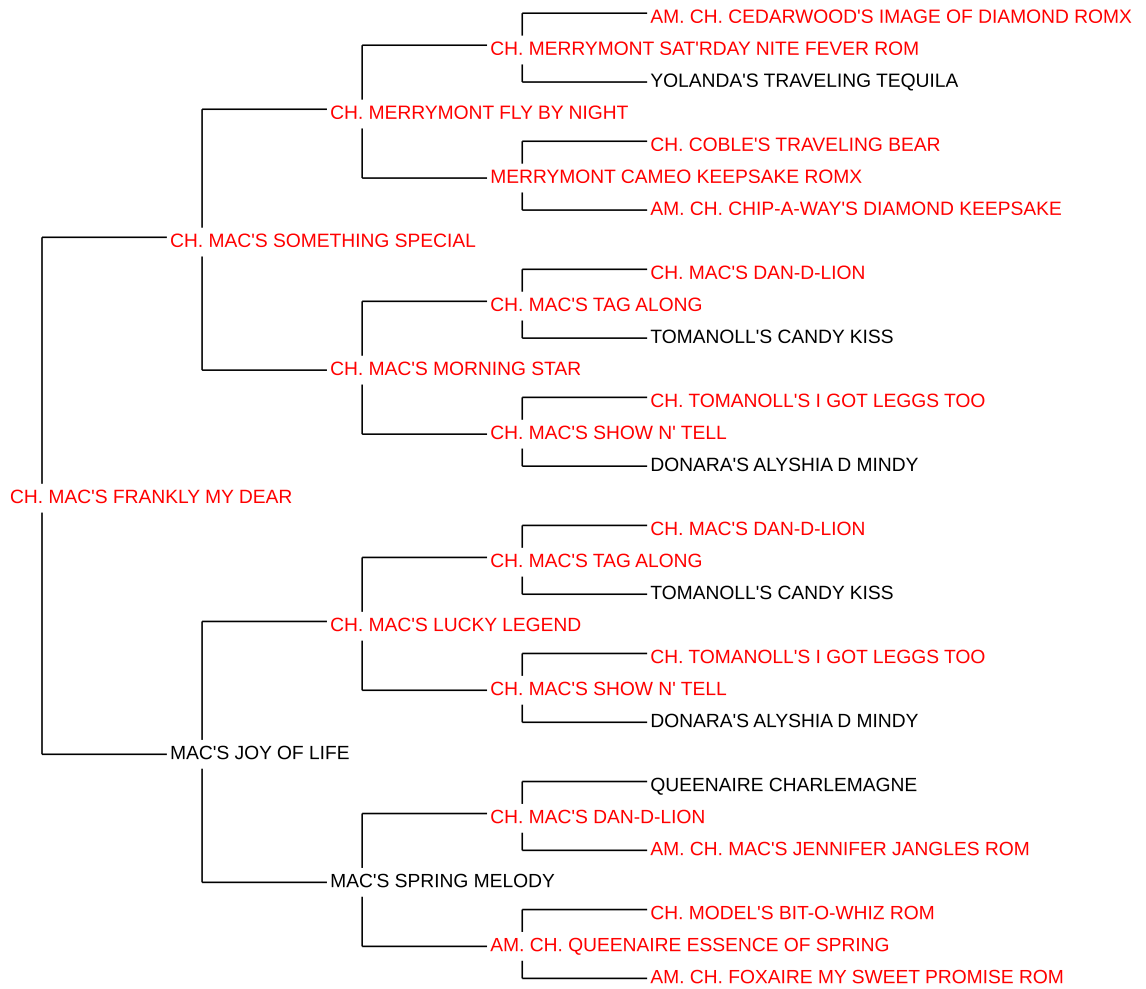 AM. CH. CEDARWOOD'S IMAGE OF DIAMOND ROMX
CH. MERRYMONT SAT'RDAY NITE FEVER ROM
YOLANDA'S TRAVELING TEQUILA
CH. MERRYMONT FLY BY NIGHT
CH. COBLE'S TRAVELING BEAR
MERRYMONT CAMEO KEEPSAKE ROMX
AM. CH. CHIP-A-WAY'S DIAMOND KEEPSAKE
CH. MAC'S SOMETHING SPECIAL
CH. MAC'S DAN-D-LION
CH. MAC'S TAG ALONG
TOMANOLL'S CANDY KISS
CH. MAC'S MORNING STAR
CH. TOMANOLL'S I GOT LEGGS TOO
CH. MAC'S SHOW N' TELL
DONARA'S ALYSHIA D MINDY
CH. MAC'S FRANKLY MY DEAR
CH. MAC'S DAN-D-LION
CH. MAC'S TAG ALONG
TOMANOLL'S CANDY KISS
CH. MAC'S LUCKY LEGEND
CH. TOMANOLL'S I GOT LEGGS TOO
CH. MAC'S SHOW N' TELL
DONARA'S ALYSHIA D MINDY
MAC'S JOY OF LIFE
QUEENAIRE CHARLEMAGNE
CH. MAC'S DAN-D-LION
AM. CH. MAC'S JENNIFER JANGLES ROM
MAC'S SPRING MELODY
CH. MODEL'S BIT-O-WHIZ ROM
AM. CH. QUEENAIRE ESSENCE OF SPRING
AM. CH. FOXAIRE MY SWEET PROMISE ROM